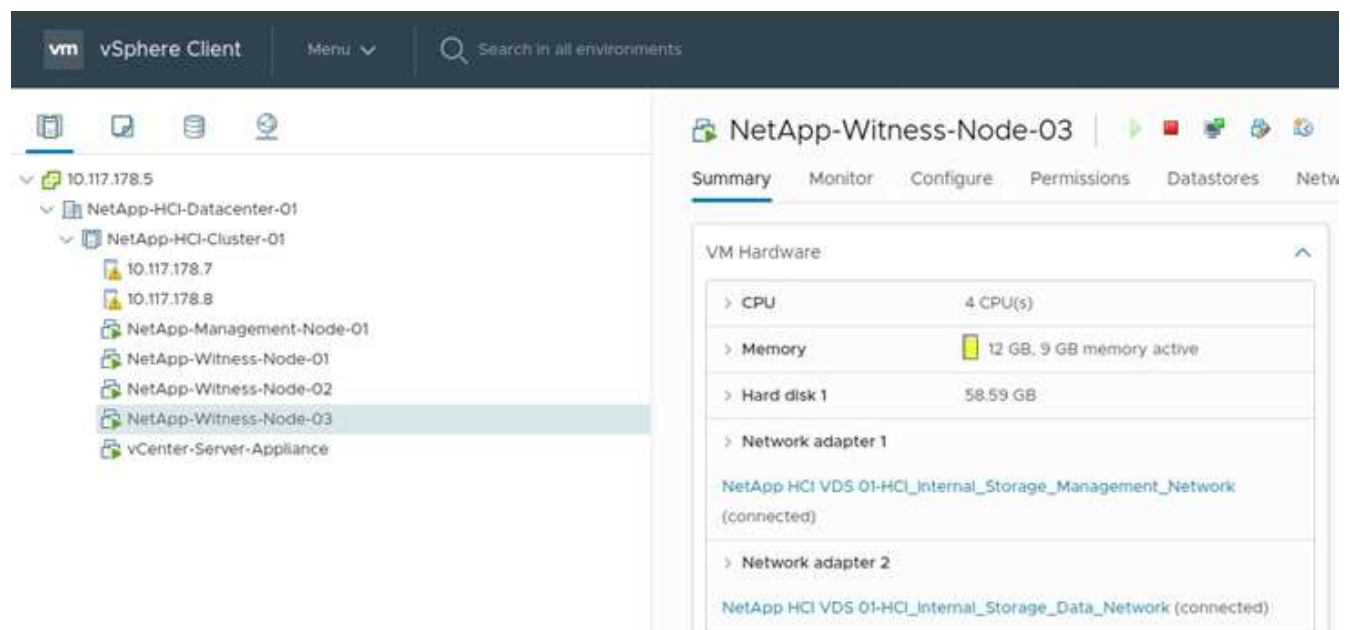 vm vSphere Client Menu Search in all environments
10.117.178.5
NetApp-HCI-Datacenter-01
NetApp-HCI-Cluster-01
10.117.178.7
10.117.178.8
NetApp-Management-Node-01
NetApp-Witness-Node-01
NetApp-Witness-Node-02
NetApp-Witness-Node-03
vCenter-Server-Appliance
NetApp-Witness-Node-03
Summary Monitor Configure Permissions Datastores Netw
VM Hardware
CPU 4 CPU(s)
Memory 12 GB, 9 GB memory active
Hard disk 1 58.59 GB
Network adapter 1
NetApp HCI VDS 01-HCI_Internal_Storage_Management_Network
(connected)
Network adapter 2
NetApp HCI VDS 01-HCI_Internal_Storage_Data_Network (connected)